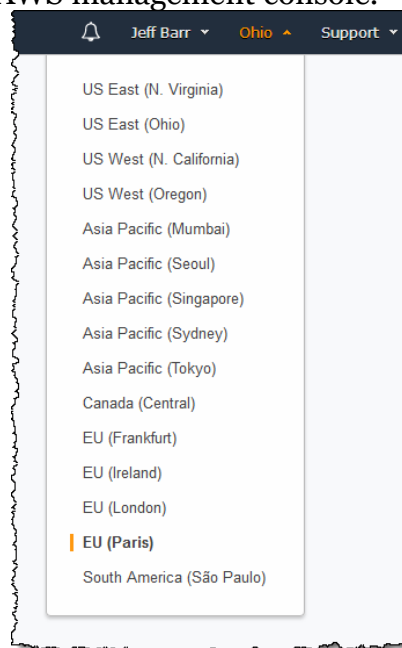 AWS management console.
Jeff Barr Ohio Support
US East (N. Virginia)
US East (Ohio)
US West (N. California)
US West (Oregon)
Asia Pacific (Mumbai)
Asia Pacific (Seoul)
Asia Pacific (Singapore)
Asia Pacific (Sydney)
Asia Pacific (Tokyo)
Canada (Central)
EU (Frankfurt)
EU (Ireland)
EU (London)
EU (Paris)
South America (São Paulo)